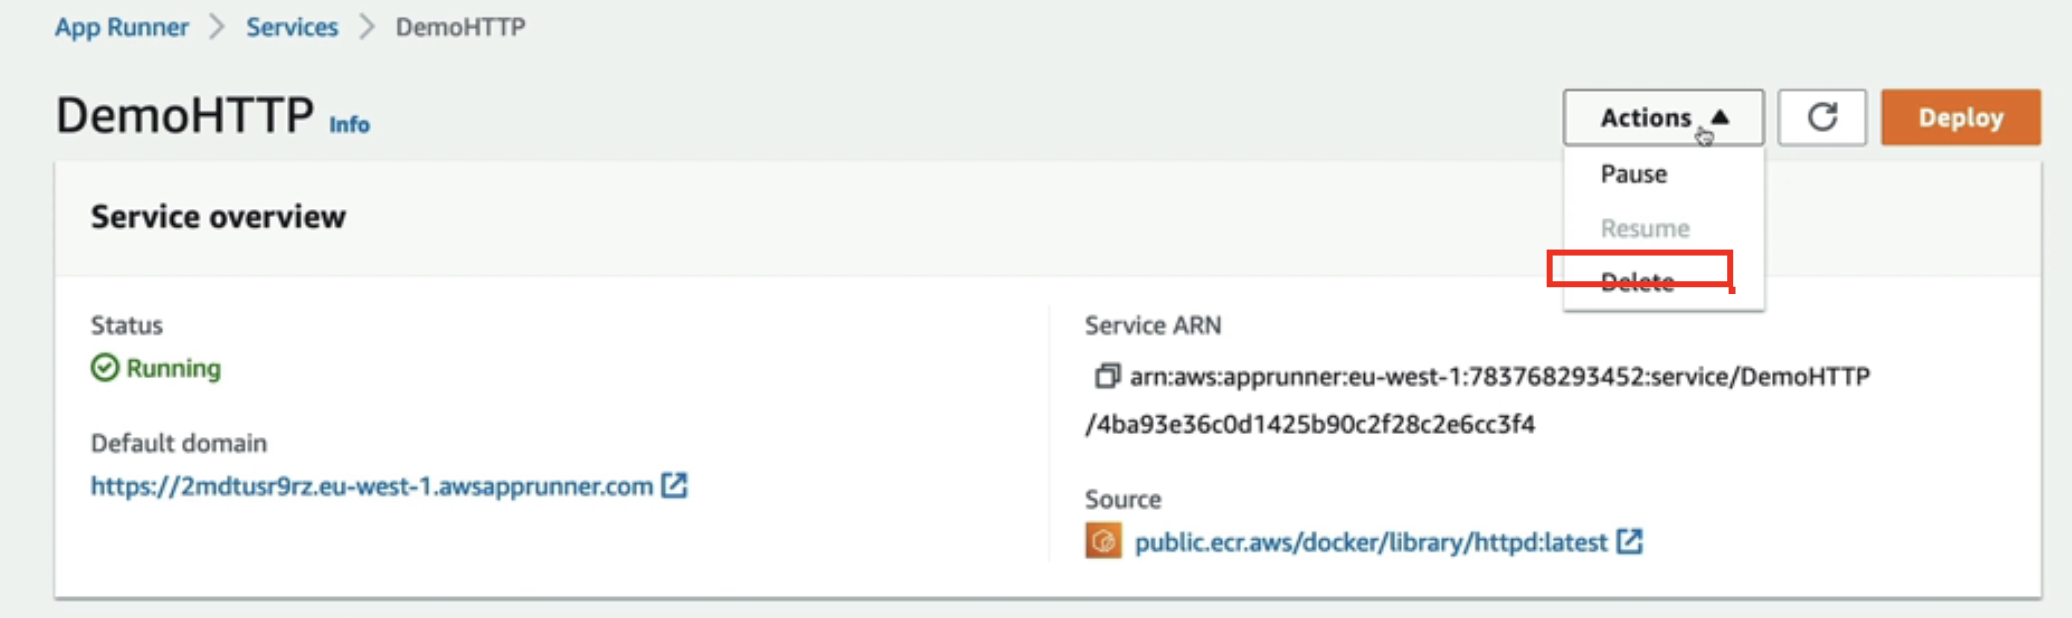 App Runner > Services > DemoHTTP
DemoHTTP Info
Actions ▲
Deploy
Pause
Resume
Delete
Service overview
Status
Running
Default domain
https://2mdtusr9rz.eu-west-1.awsapprunner.com
Service ARN
arn:aws:apprunner:eu-west-1:783768293452:service/DemoHTTP
/4ba93e36c0d1425b90c2f28c2e6cc3f4
Source
public.ecr.aws/docker/library/httpd:latest